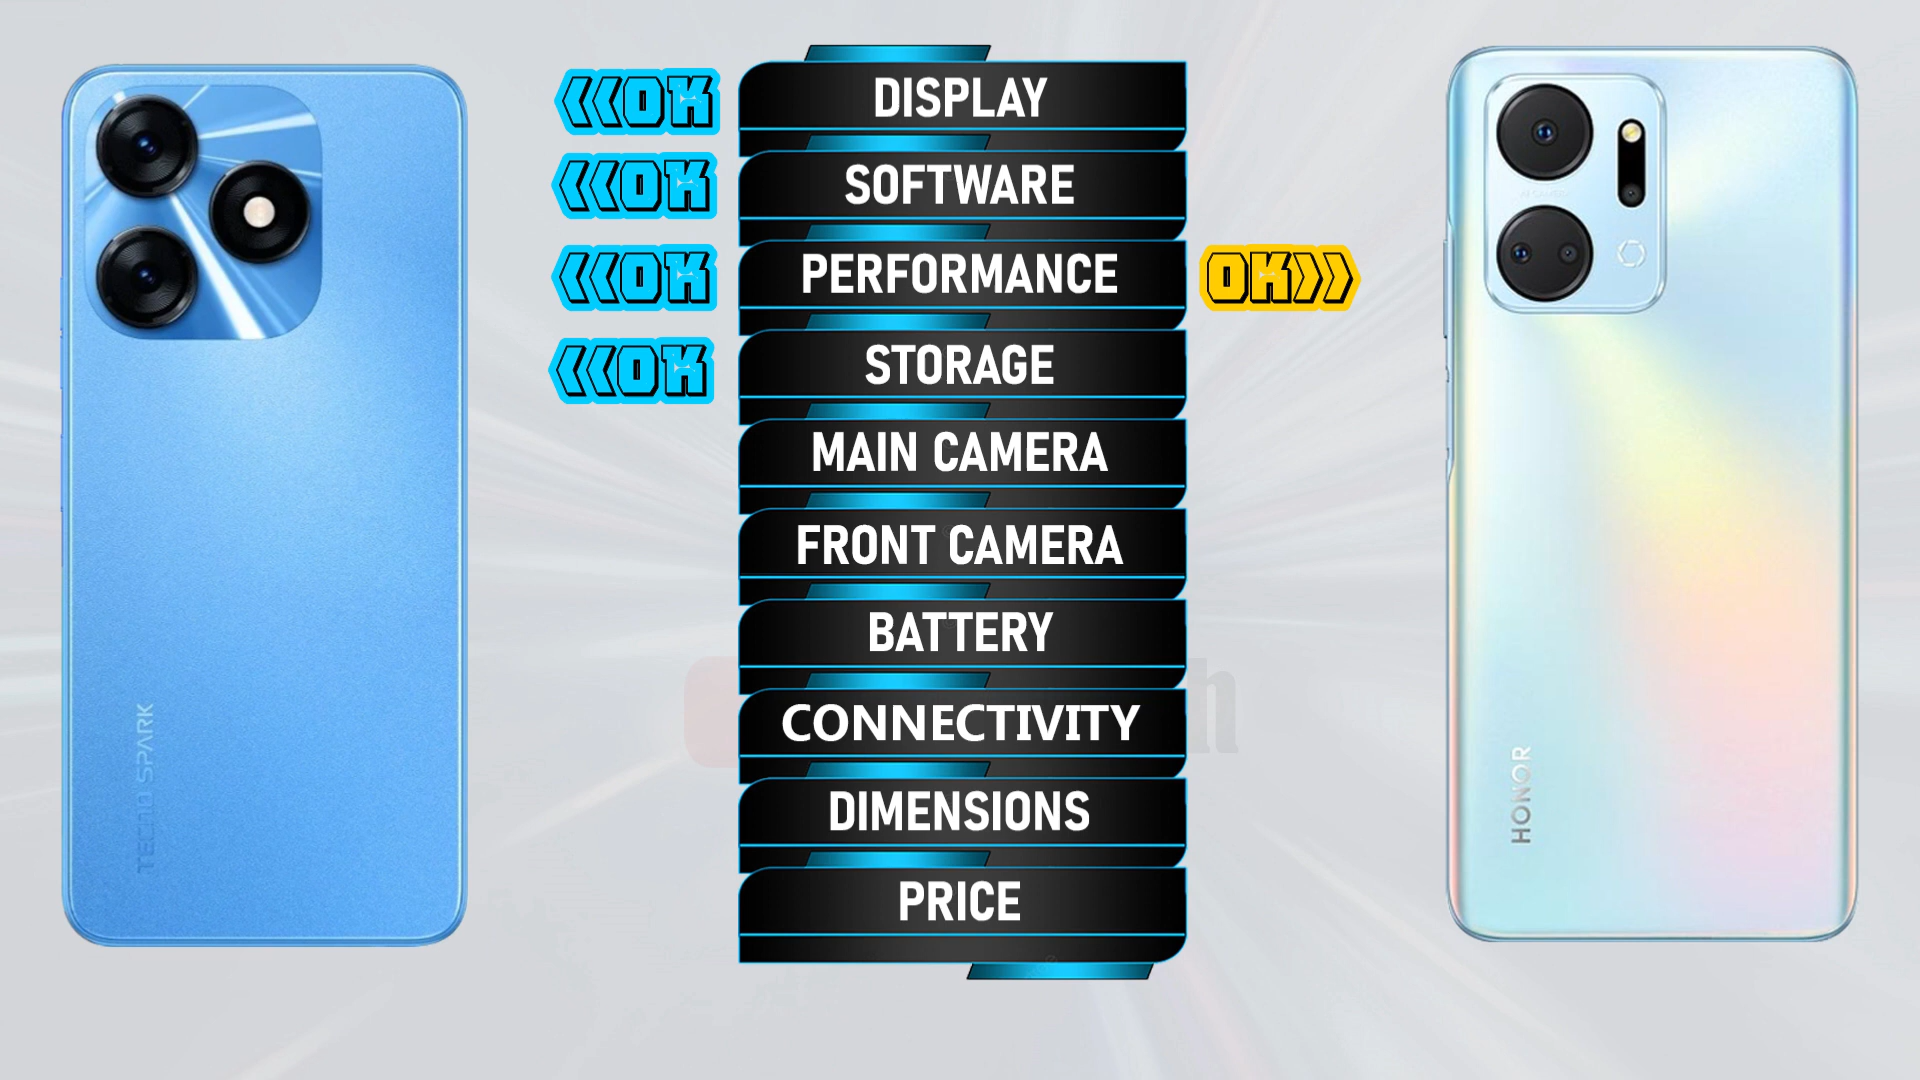 <<OK DISPLAY
<<OK SOFTWARE
<<OK PERFORMANCE OK>>
<<OK STORAGE
MAIN CAMERA
FRONT CAMERA
BATTERY
CONNECTIVITY
DIMENSIONS
PRICE
TECNO SPARK
HONOR